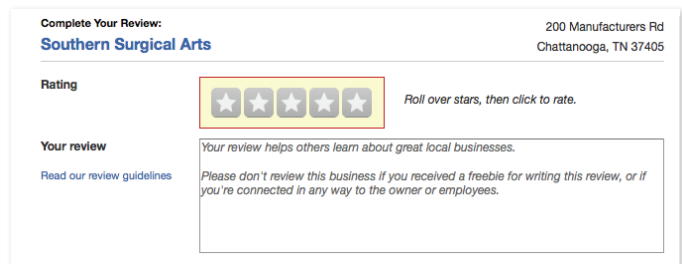 Complete Your Review:
Southern Surgical Arts
200 Manufacturers Rd
Chattanooga, TN 37405
Rating
Roll over stars, then click to rate.
Your review
Read our review guidelines
Your review helps others learn about great local businesses.
Please don't review this business if you received a freebie for writing this review, or if
you're connected in any way to the owner or employees.